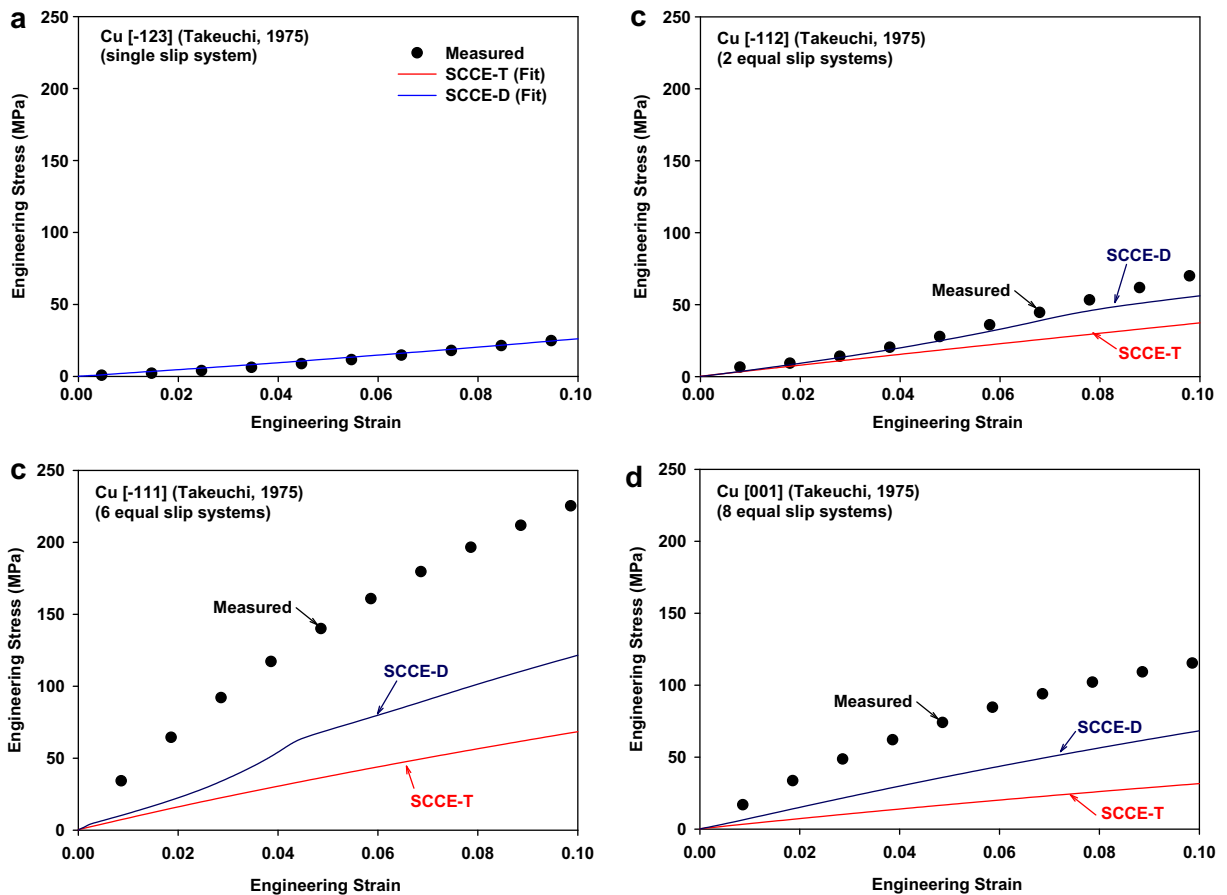 a
Cu [-123] (Takeuchi, 1975)
(single slip system)
Measured
SCCE-T (Fit)
SCCE-D (Fit)
Engineering Stress (MPa)
250
200
150
100
50
0
0.00 0.02 0.04 0.06 0.08 0.10
Engineering Strain
c
Cu [-112] (Takeuchi, 1975)
(2 equal slip systems)
SCCE-D
Measured
SCCE-T
Engineering Stress (MPa)
250
200
150
100
50
0
0.00 0.02 0.04 0.06 0.08 0.10
Engineering Strain
c
Cu [-111] (Takeuchi, 1975)
(6 equal slip systems)
Measured
SCCE-D
SCCE-T
Engineering Stress (MPa)
250
200
150
100
50
0
0.00 0.02 0.04 0.06 0.08 0.10
Engineering Strain
d
Cu [001] (Takeuchi, 1975)
(8 equal slip systems)
Measured
SCCE-D
SCCE-T
Engineering Stress (MPa)
250
200
150
100
50
0
0.00 0.02 0.04 0.06 0.08 0.10
Engineering Strain